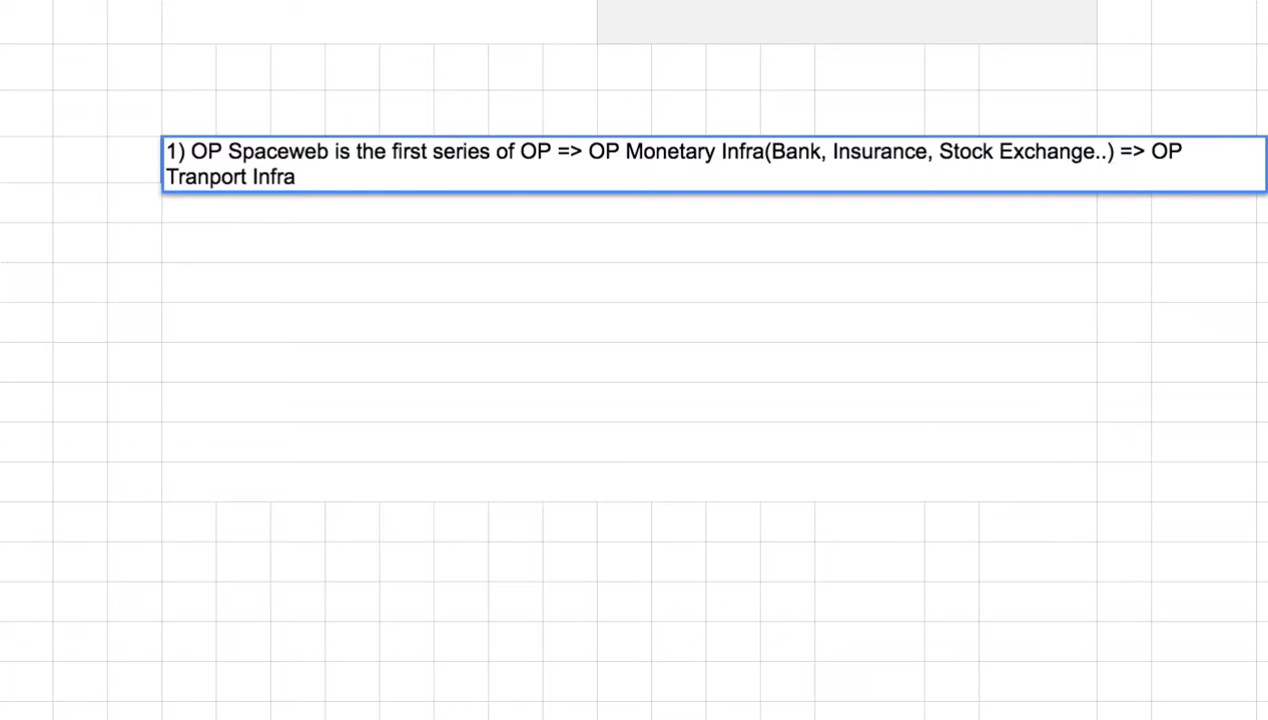 1) OP Spaceweb is the first series of OP => OP Monetary Infra(Bank, Insurance, Stock Exchange..) => OP
Tranport Infra